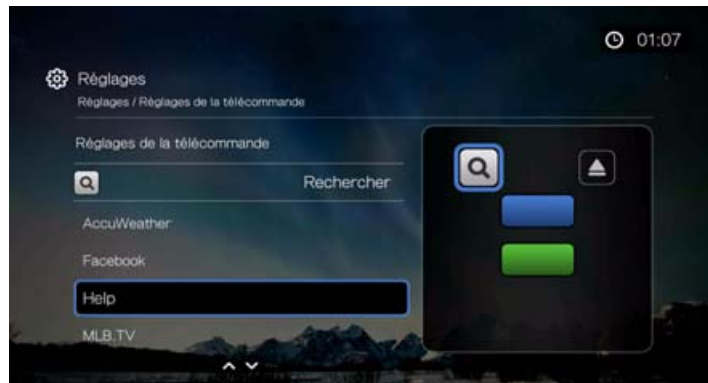 01:07
Réglages
Réglages / Réglages de la télécommande
Réglages de la télécommande
Rechercher
AccuWeather
Facebook
Help
MLB.TV